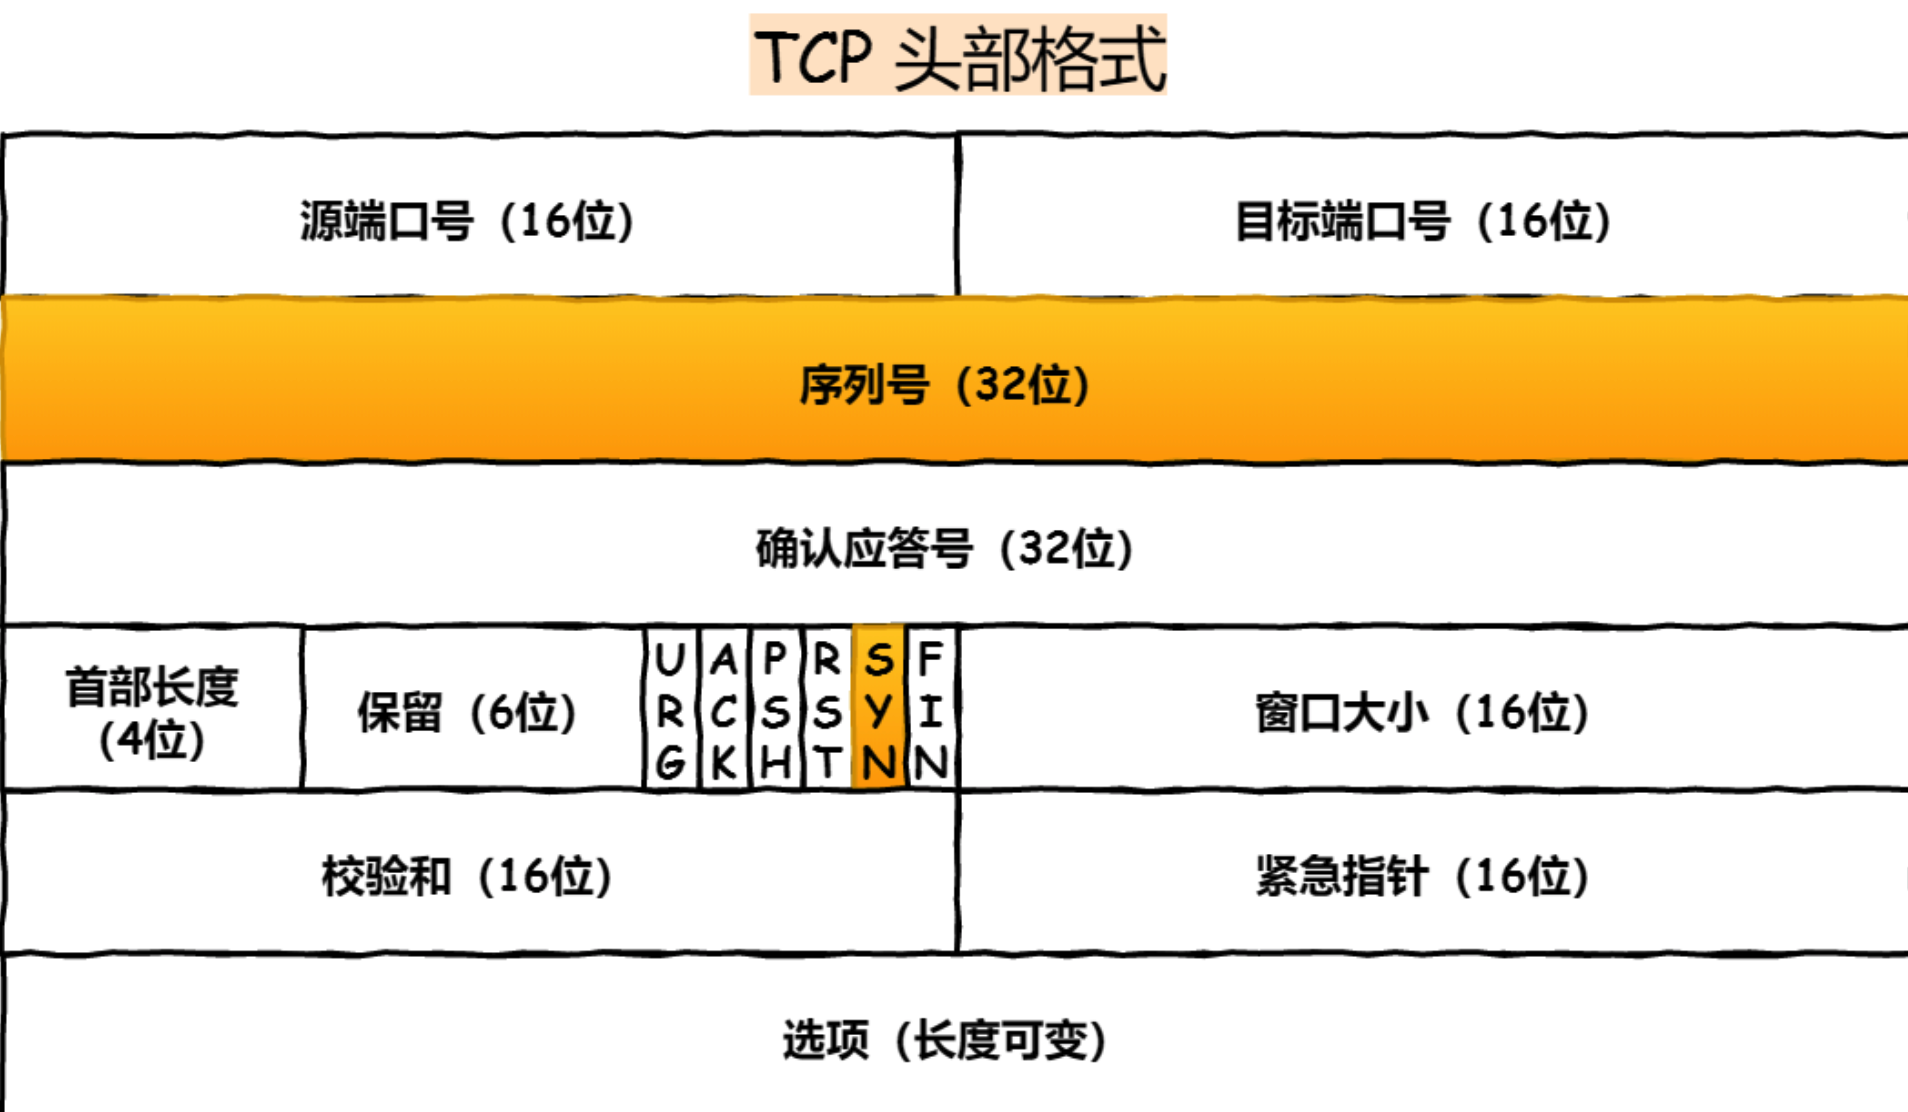 TCP 头部格式
源端口号（16位）
目标端口号（16位）
序列号（32位）
确认应答号（32位）
首部长度
（4位）
保留（6位）
URG
ACK
PSH
RST
SYN
FIN
窗口大小（16位）
校验和（16位）
紧急指针（16位）
选项（长度可变）